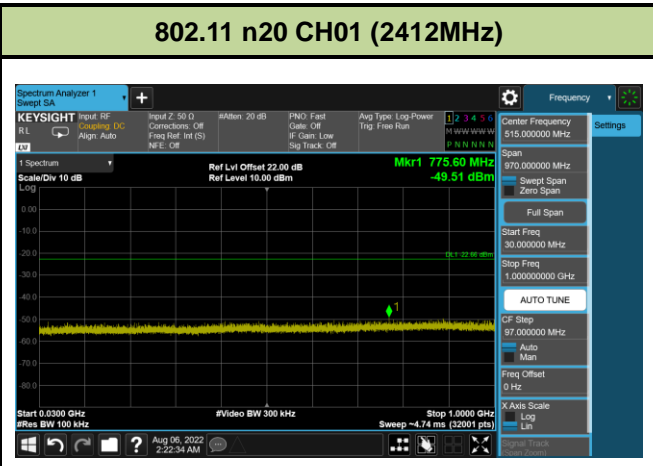 802.11 n20 CH01 (2412MHz)
Spectrum Analyzer 1
Swept SA
+
Frequency
KEYSIGHT
RL
LXI
Input: RF
Coupling: DC
Align: Auto
Input Z: 50 Ω
Corrections: Off
Freq Ref: Int (S)
NFE: Off
#Atten: 20 dB
PNO: Fast
Gate: Off
IF Gain: Low
Sig Track: Off
Avg Type: Log-Power
Trig: Free Run
1 2 3 4 5 6
M W W W W W
P N N N N N
1 Spectrum
Scale/Div 10 dB
Log
Ref Lvl Offset 22.00 dB
Ref Level 10.00 dBm
Mkr1 775.60 MHz
-49.51 dBm
0.00
-10.0
-20.0
DL1 -22.66 dBm
-30.0
-40.0
1
-50.0
-60.0
-70.0
-80.0
Start 0.0300 GHz
#Res BW 100 kHz
#Video BW 300 kHz
Stop 1.0000 GHz
Sweep ~4.74 ms (32001 pts)
?
Aug 06, 2022
2:22:34 AM
Center Frequency
515.000000 MHz
Settings
Span
970.000000 MHz
Swept Span
Zero Span
Full Span
Start Freq
30.000000 MHz
Stop Freq
1.000000000 GHz
AUTO TUNE
CF Step
97.000000 MHz
Auto
Man
Freq Offset
0 Hz
X Axis Scale
Log
Lin
Signal Track
(Span Zoom)